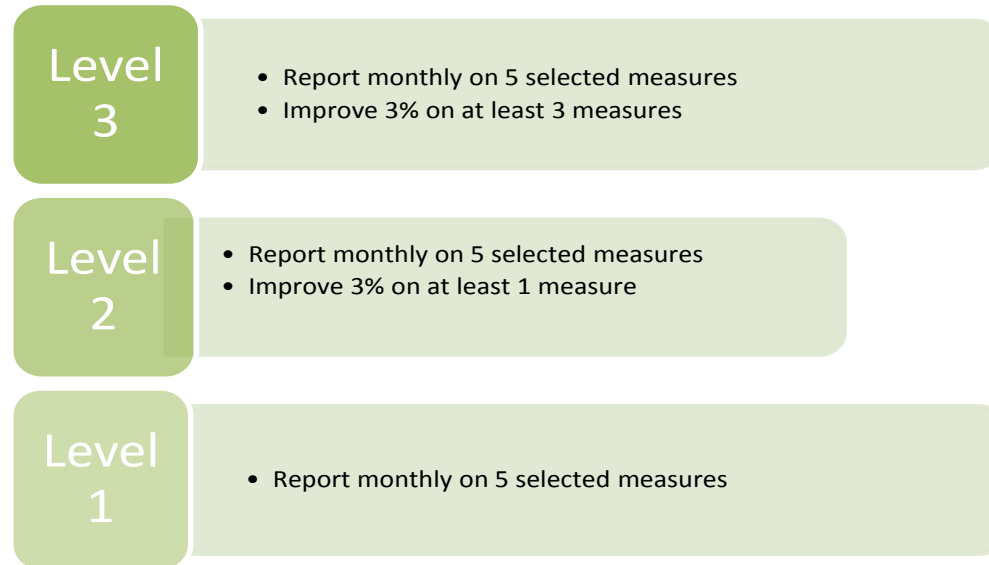 Level
3
• Report monthly on 5 selected measures
• Improve 3% on at least 3 measures
Level
2
• Report monthly on 5 selected measures
• Improve 3% on at least 1 measure
Level
1
• Report monthly on 5 selected measures